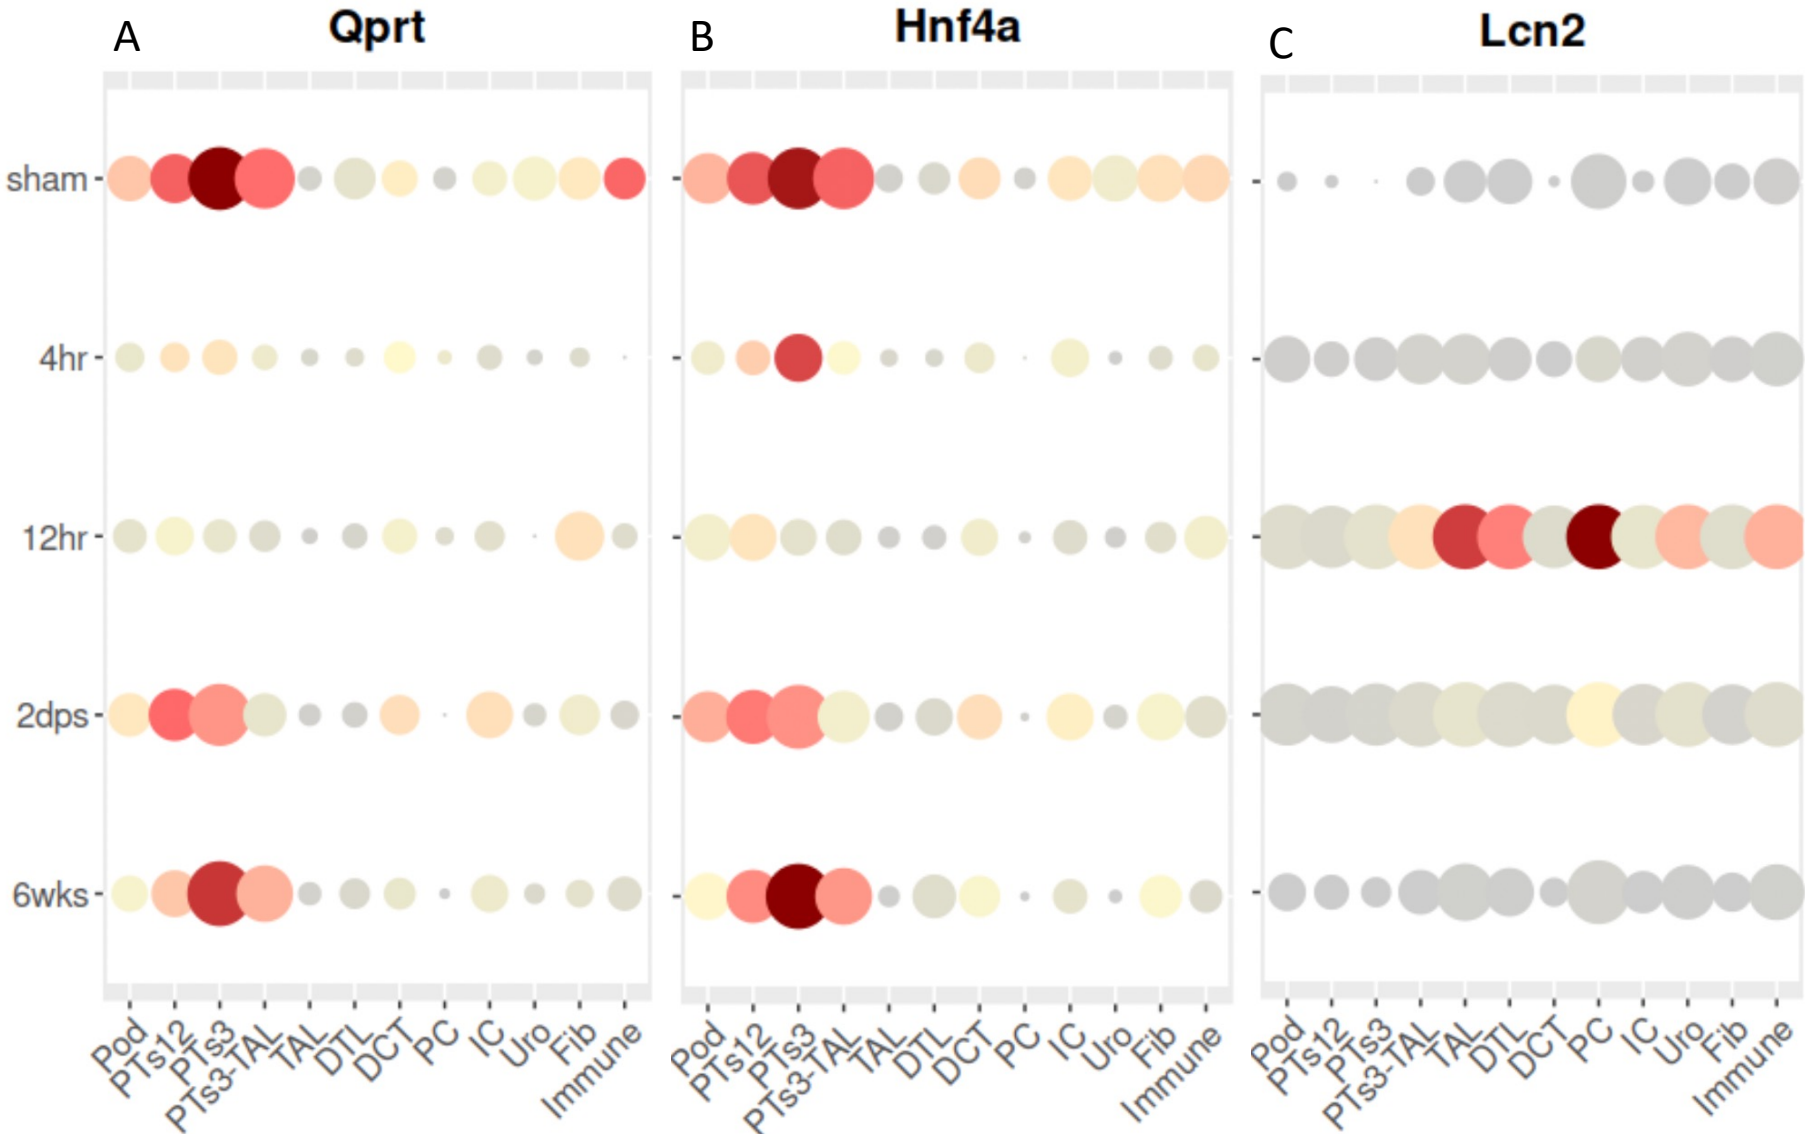 A Qprt B Hnf4a C Lcn2
sham
4hr
12hr
2dps
6wks
Pod PTs12 PTs3 PTs3-TAL TAL DTL DCT PC IC Uro Fib Immune
Pod PTs12 PTs3 PTs3-TAL TAL DTL DCT PC IC Uro Fib Immune
Pod PTs12 PTs3 PTs3-TAL TAL DTL DCT PC IC Uro Fib Immune